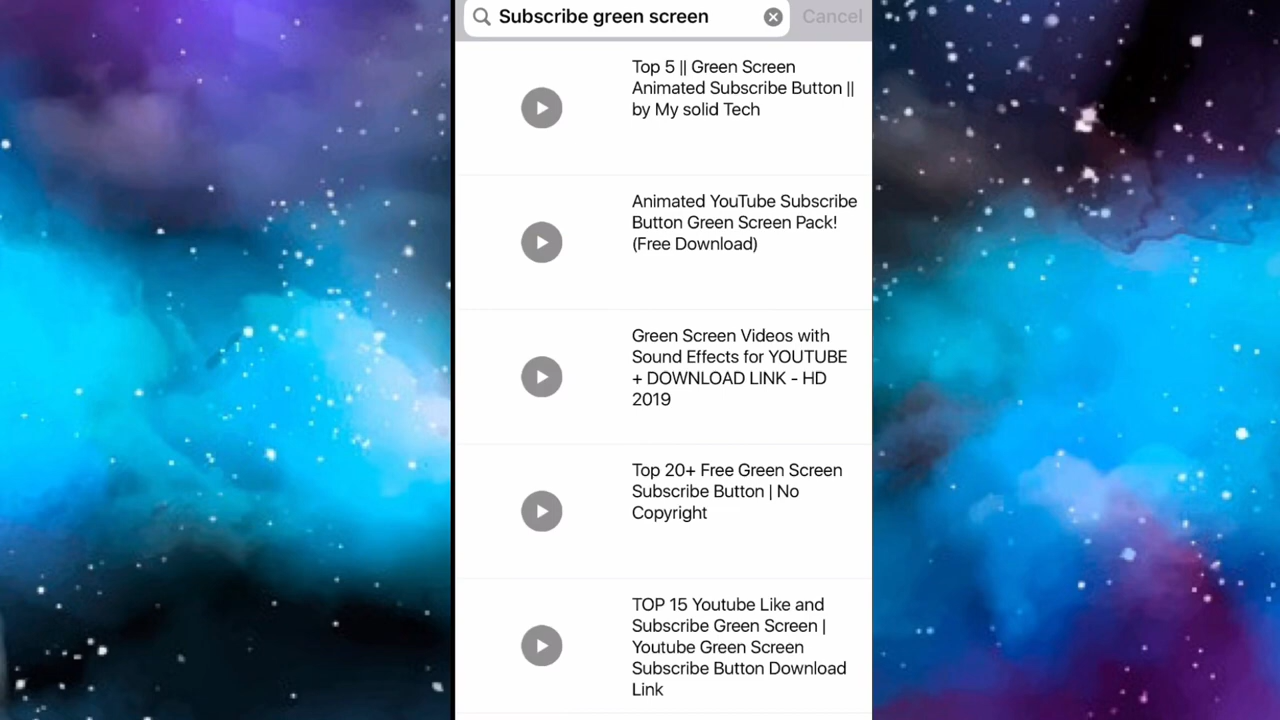 Subscribe green screen
Cancel
Top 5 || Green Screen
Animated Subscribe Button ||
by My solid Tech
Animated YouTube Subscribe
Button Green Screen Pack!
(Free Download)
Green Screen Videos with
Sound Effects for YOUTUBE
+ DOWNLOAD LINK - HD
2019
Top 20+ Free Green Screen
Subscribe Button | No
Copyright
TOP 15 Youtube Like and
Subscribe Green Screen |
Youtube Green Screen
Subscribe Button Download
Link